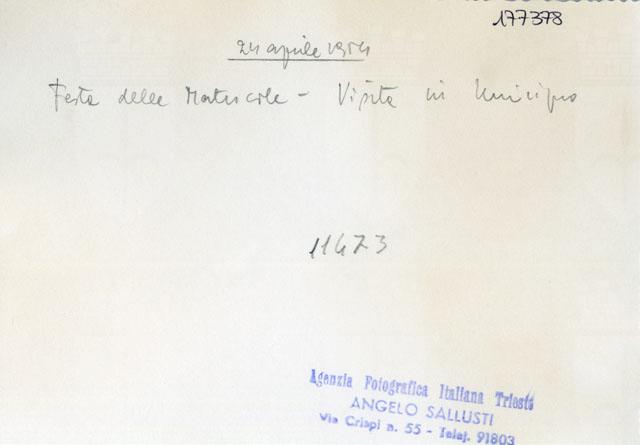 177378
24 aprile 1954
Festa delle Matricole - Visita in Municipio
11473
Agenzia Fotografica Italiana Trieste
ANGELO SALLUSTI
Via Crispi n. 55 - Telef. 91803